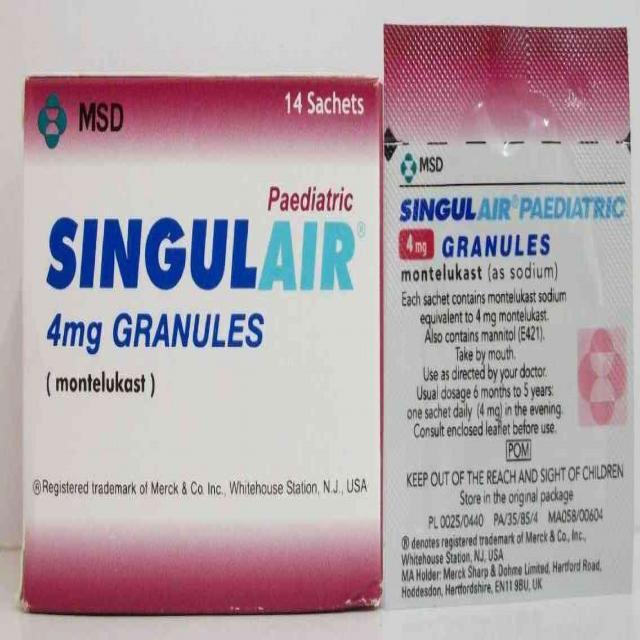 MSD
14 Sachets
Paediatric
SINGULAIR®
4mg GRANULES
( montelukast )
®Registered trademark of Merck & Co. Inc., Whitehouse Station, N.J., USA
MSD
SINGULAIR® PAEDIATRIC
4 mg GRANULES
montelukast (as sodium)
Each sachet contains montelukast sodium
equivalent to 4 mg montelukast.
Also contains mannitol (E421).
Take by mouth.
Use as directed by your doctor.
Usual dosage 6 months to 5 years:
one sachet daily (4 mg) in the evening.
Consult enclosed leaflet before use.
POM
KEEP OUT OF THE REACH AND SIGHT OF CHILDREN
Store in the original package
PL 0025/0440 PA/35/85/4 MA058/00604
® denotes registered trademark of Merck & Co., Inc.,
Whitehouse Station, NJ, USA
MA Holder: Merck Sharp & Dohme Limited, Hertford Road,
Hoddesdon, Hertfordshire, EN11 9BU, UK